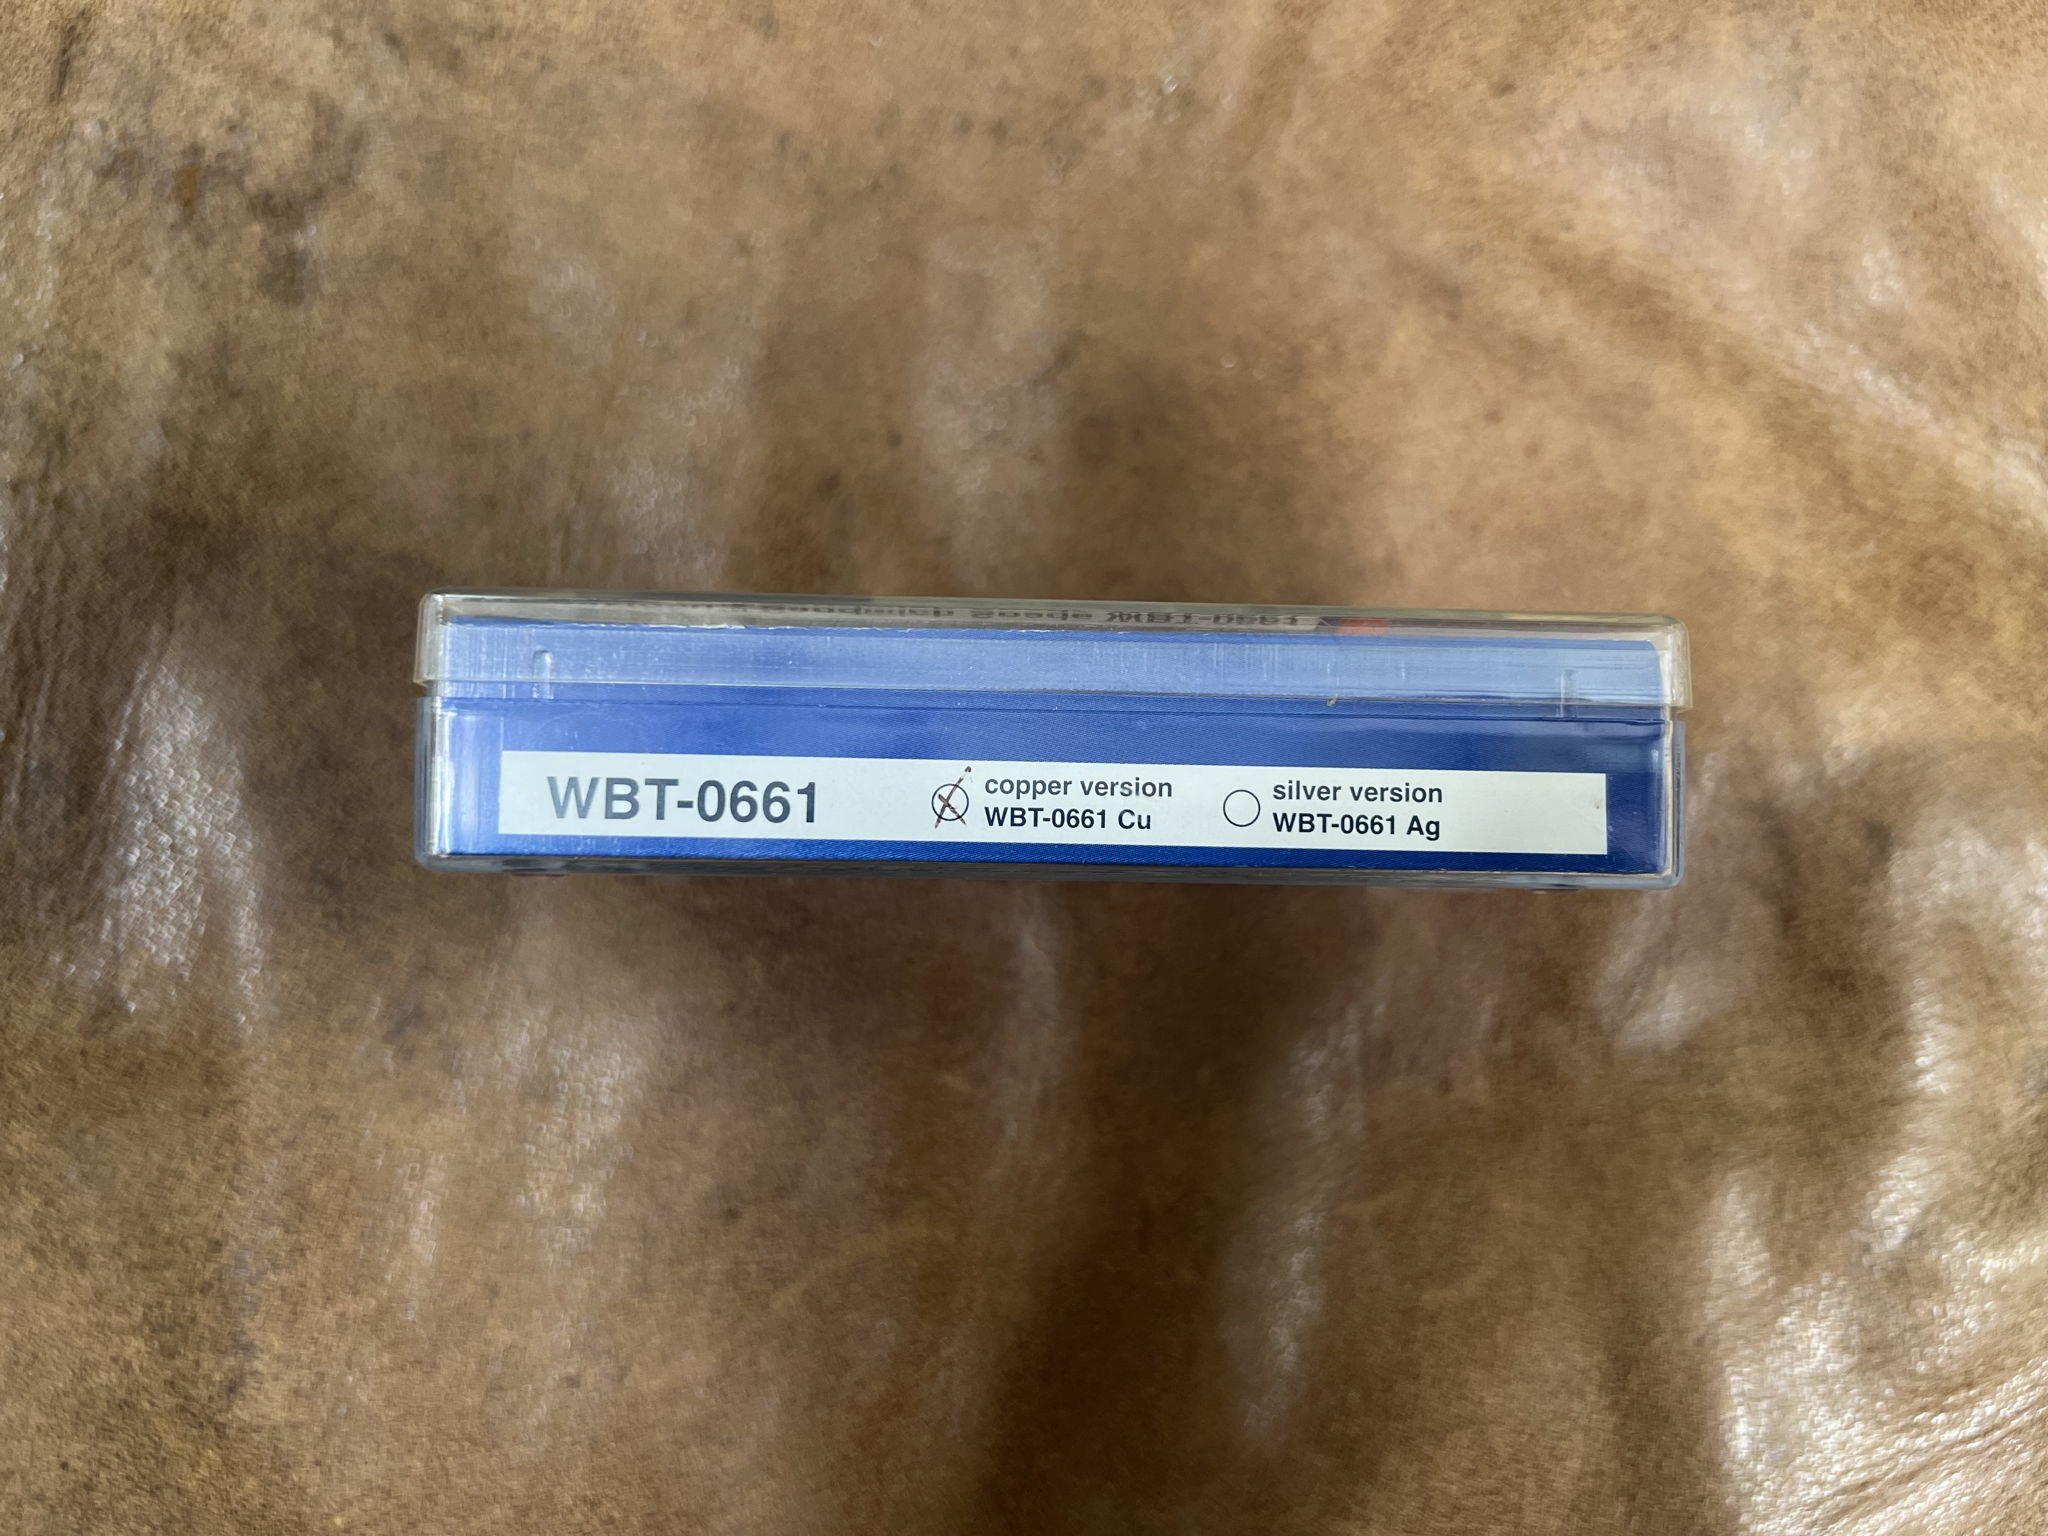 WBT-0661
copper version
WBT-0661 Cu
silver version
WBT-0661 Ag